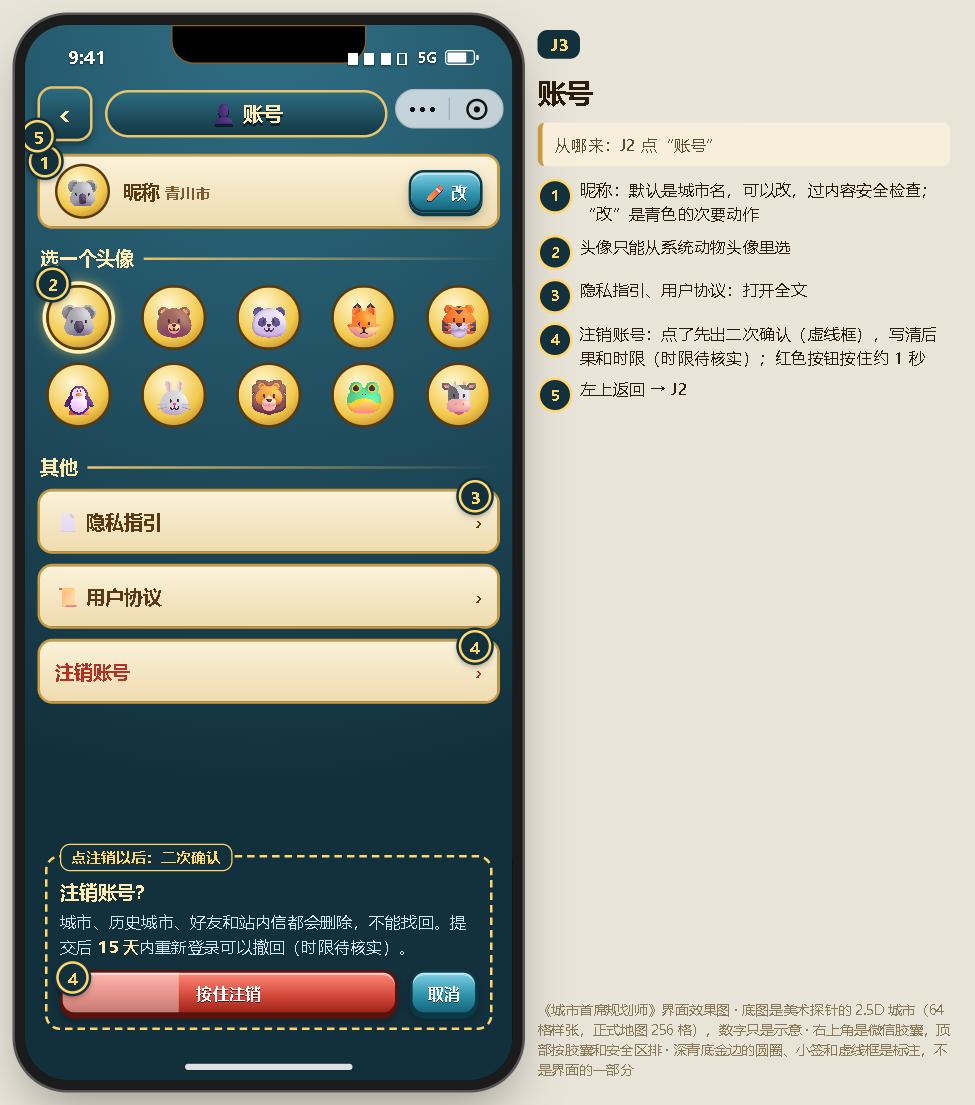 9:41
5G
‹
账号
5
1
昵称 青川市
改
选一个头像
2
其他
3
隐私指引
›
用户协议
›
4
注销账号
›
点注销以后：二次确认
注销账号？
城市、历史城市、好友和站内信都会删除，不能找回。提
交后 15 天内重新登录可以撤回（时限待核实）。
4
按住注销
取消
J3
账号
从哪来：J2 点“账号”
1 昵称：默认是城市名，可以改，过内容安全检查；
“改”是青色的次要动作
2 头像只能从系统动物头像里选
3 隐私指引、用户协议：打开全文
4 注销账号：点了先出二次确认（虚线框），写清后
果和时限（时限待核实）；红色按钮按住约 1 秒
5 左上返回 → J2
《城市首席规划师》界面效果图 · 底图是美术探针的 2.5D 城市（64
格样张，正式地图 256 格），数字只是示意 · 右上角是微信胶囊，顶
部按胶囊和安全区排 · 深青底金边的圆圈、小签和虚线框是标注，不
是界面的一部分